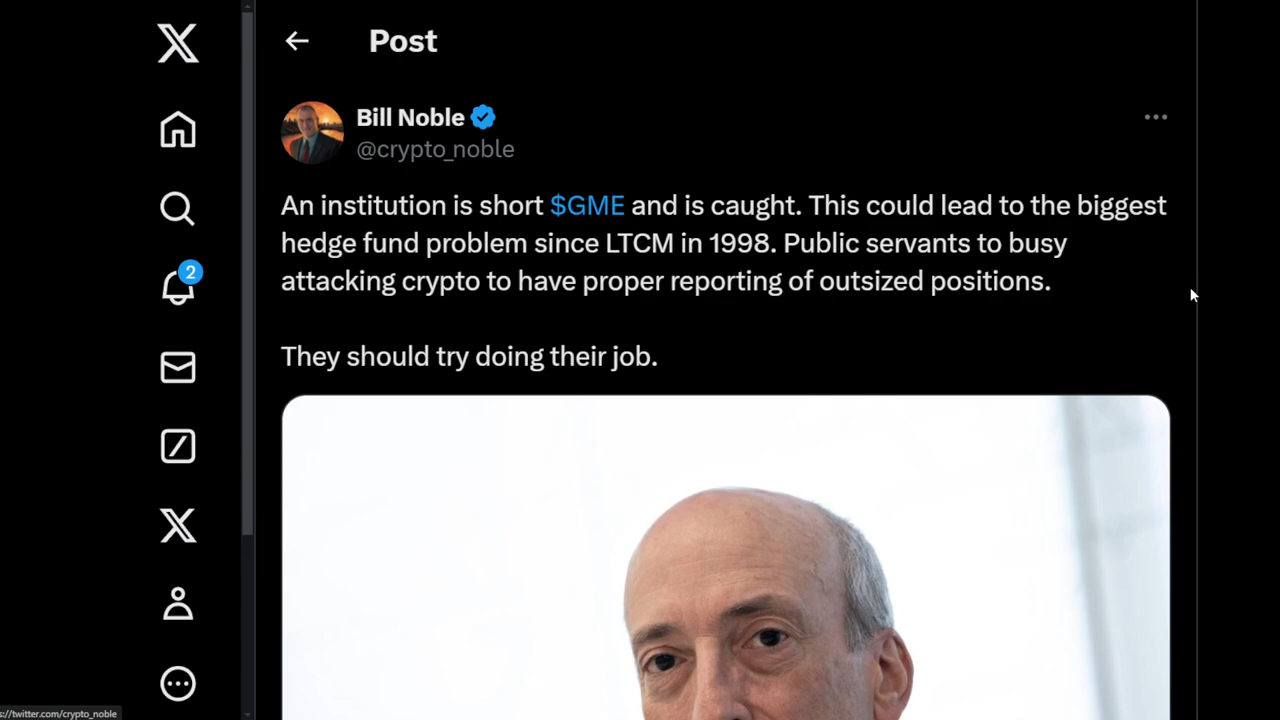 Post
Bill Noble
@crypto_noble
An institution is short $GME and is caught. This could lead to the biggest
hedge fund problem since LTCM in 1998. Public servants to busy
attacking crypto to have proper reporting of outsized positions.
They should try doing their job.
2
s://twitter.com/crypto_noble